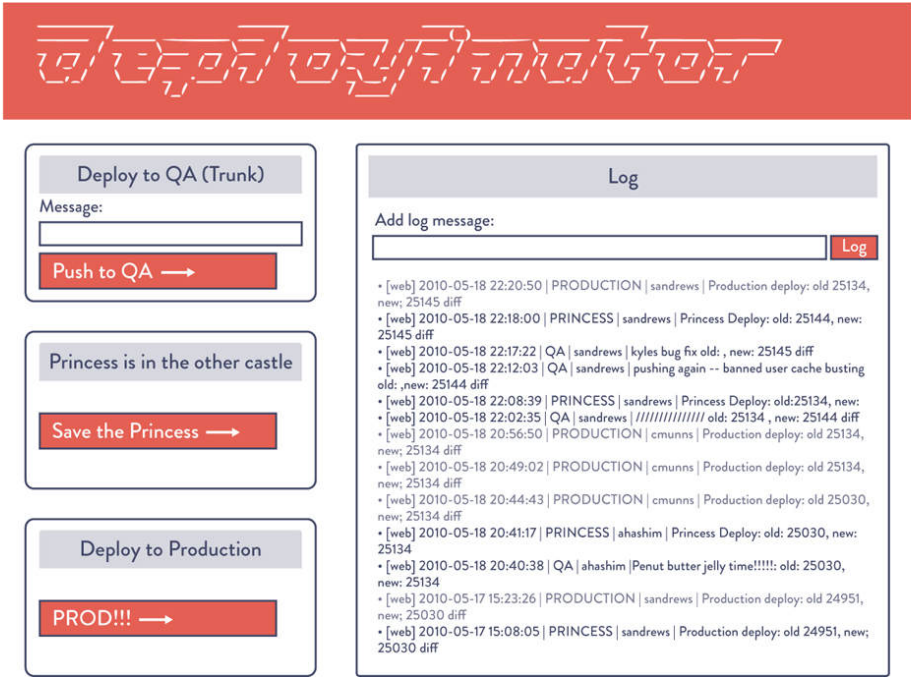 deployinator
Deploy to QA (Trunk)
Message:
Push to QA →
Princess is in the other castle
Save the Princess →
Deploy to Production
PROD!!! →
Log
Add log message:
Log
• [web] 2010-05-18 22:20:50 | PRODUCTION | sandrews | Production deploy: old 25134,
new; 25145 diff
• [web] 2010-05-18 22:18:00 | PRINCESS | sandrews | Princess Deploy: old: 25144, new:
25145 diff
• [web] 2010-05-18 22:17:22 | QA | sandrews | kyles bug fix old: , new: 25145 diff
• [web] 2010-05-18 22:12:03 | QA | sandrews | pushing again -- banned user cache busting
old: ,new: 25144 diff
• [web] 2010-05-18 22:08:39 | PRINCESS | sandrews | Princess Deploy: old:25134, new:
• [web] 2010-05-18 22:02:35 | QA | sandrews | /////////////// old: 25134 , new: 25144 diff
• [web] 2010-05-18 20:56:50 | PRODUCTION | cmunns | Production deploy: old 25134,
new; 25134 diff
• [web] 2010-05-18 20:49:02 | PRODUCTION | cmunns | Production deploy: old 25134,
new; 25134 diff
• [web] 2010-05-18 20:44:43 | PRODUCTION | cmunns | Production deploy: old 25030,
new; 25134 diff
• [web] 2010-05-18 20:41:17 | PRINCESS | ahashim | Princess Deploy: old: 25030, new:
25134
• [web] 2010-05-18 20:40:38 | QA | ahashim |Penut butter jelly time!!!!!: old: 25030,
new: 25134
• [web] 2010-05-17 15:23:26 | PRODUCTION | sandrews | Production deploy: old 24951,
new; 25030 diff
• [web] 2010-05-17 15:08:05 | PRINCESS | sandrews | Production deploy: old 24951, new;
25030 diff